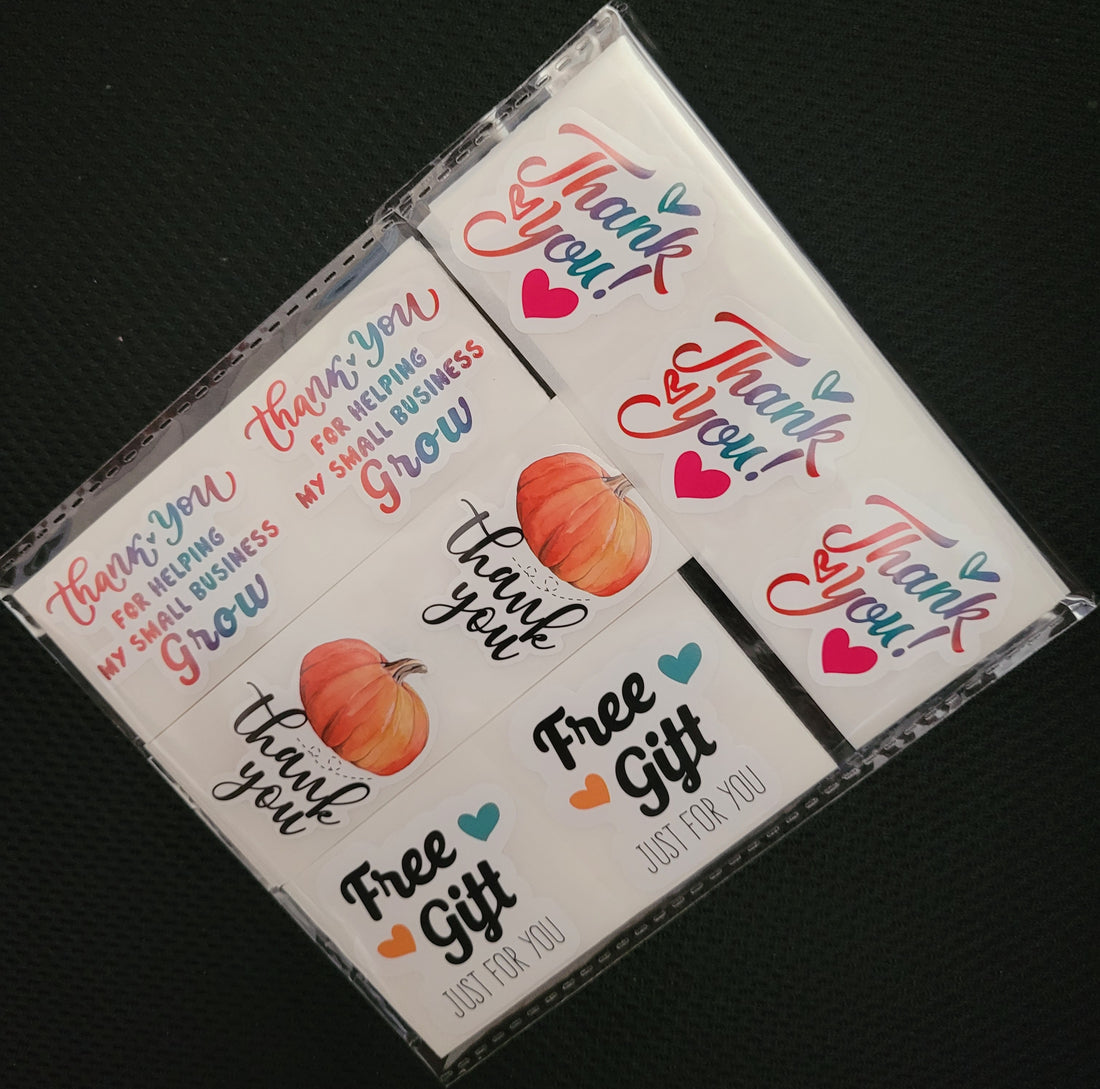 Thank
you!
Thank
you!
Thank
you!
thank you
FOR HELPING
MY SMALL BUSINESS
Grow
thank you
FOR HELPING
MY SMALL BUSINESS
Grow
thank
you
thank
you
Free
Gift
JUST FOR YOU
Free
Gift
JUST FOR YOU